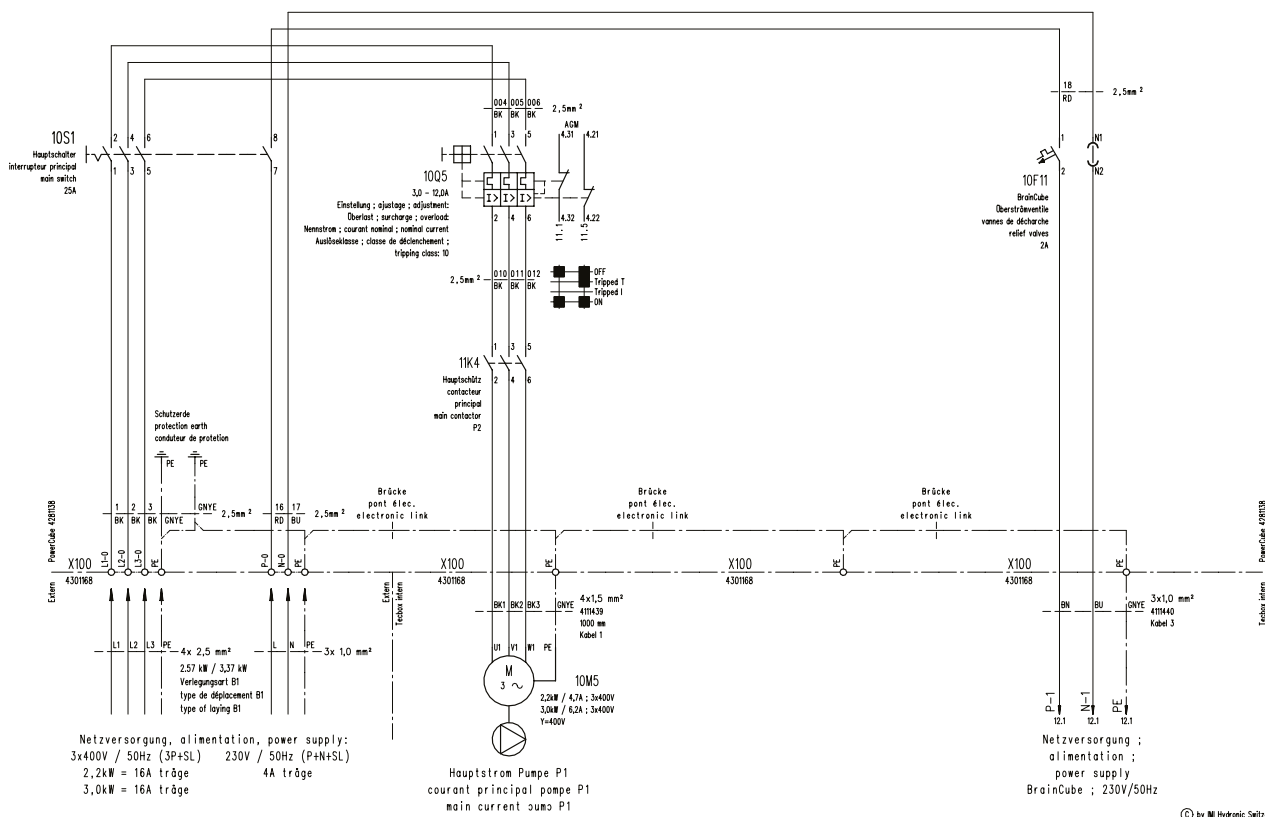 004 005 006
BK BK BK
2,5mm²
18
RD
2,5mm²
10S1
Hauptschalter
interrupteur principal
main switch
25A
2 4 6
1 3 5
8
7
AGM
4.31 4.21
1 3 5
10Q5
3,0 - 12,0A
Einstellung ; ajustage ; adjustment:
Überlast ; surcharge ; overload:
Nennstrom ; courant nominal ; nominal current
Auslöseklasse ; classe de déclenchement ;
tripping class: 10
I> I> I>
2 4 6
4.32 4.22
11.1 11.5
1
2
N1
N2
10F11
BrainCube
Überströmventile
vannes de décharche
relief valves
2A
2,5mm²
010 011 012
BK BK BK
OFF
Tripped T
Tripped I
ON
11K4
Hauptschütz
contacteur
principal
main contactor
P2
1 3 5
2 4 6
Schutzerde
protection earth
conduteur de protetion
PE PE
1 2 3
BK BK BK GNYE
GNYE
2,5mm²
16 17
RD BU
2,5mm²
Brücke
pont élec.
electronic link
Brücke
pont élec.
electronic link
Brücke
pont élec.
electronic link
PowerCube 4281138
Extern
X100
4301168
L1-0 L2-0 L3-0 PE
P-0 N-0 PE
Extern
Tecbox intern
X100
4301168
PE
X100
4301168
PE
X100
4301168
PE
PowerCube 4281138
Tecbox intern
L1 L2 L3 PE
4x 2,5 mm²
2.57 kW / 3,37 kW
Verlegungsart B1
type de déplacement B1
type of laying B1
L N PE
3x 1,0 mm²
BK1 BK2 BK3 GNYE
4x1,5 mm²
4111439
1000 mm
Kabel 1
U1 V1 W1 PE
M
3 ~
10M5
2,2kW / 4,7A ; 3x400V
3,0kW / 6,2A ; 3x400V
Y=400V
BN BU GNYE
3x1,0 mm²
4111440
Kabel 3
P-1 N-1 PE
12.1 12.1 12.1
Netzversorgung, alimentation, power supply:
3x400V / 50Hz (3P+SL) 230V / 50Hz (P+N+SL)
2,2kW = 16A träge 4A träge
3,0kW = 16A träge
Hauptstrom Pumpe P1
courant principal pompe P1
main current pump P1
Netzversorgung ;
alimentation ;
power supply
BrainCube ; 230V/50Hz
© by IMI Hydronic Switz